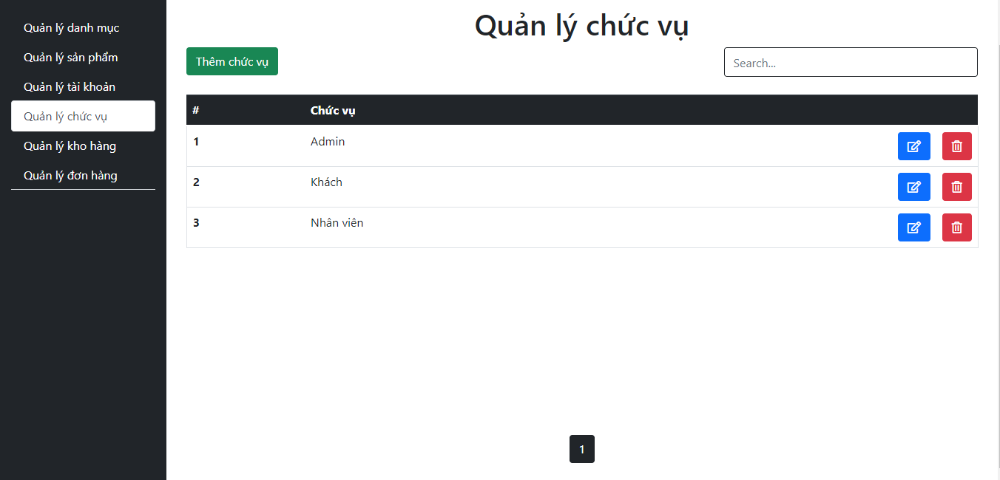 Quản lý danh mục
Quản lý sản phẩm
Quản lý tài khoản
Quản lý chức vụ
Quản lý kho hàng
Quản lý đơn hàng
Quản lý chức vụ
Thêm chức vụ
Search...
# Chức vụ
1 Admin
2 Khách
3 Nhân viên
1